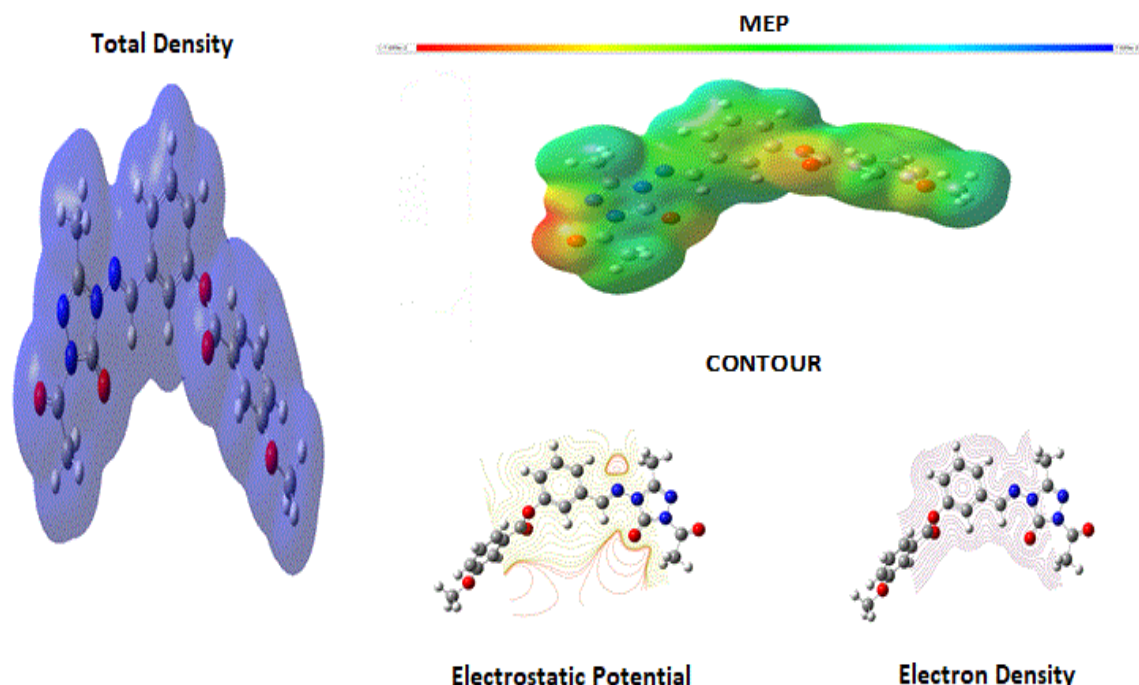 Total Density
MEP
CONTOUR
Electrostatic Potential
Electron Density